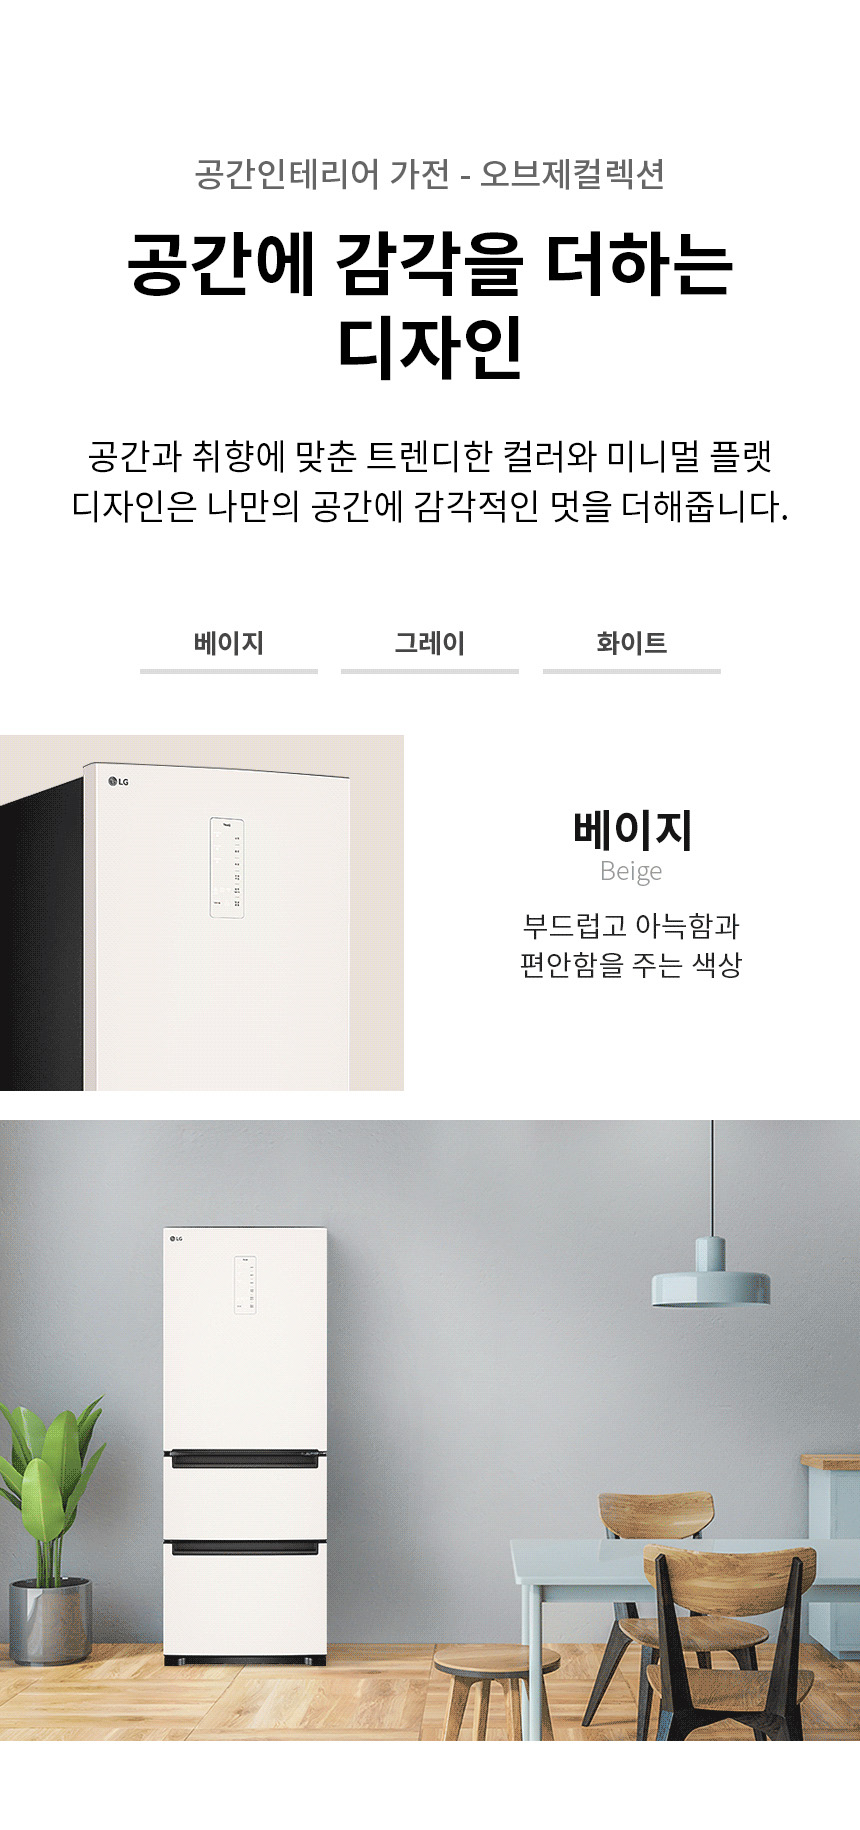 공간인테리어 가전 - 오브제컬렉션
공간에 감각을 더하는
디자인
공간과 취향에 맞춘 트렌디한 컬러와 미니멀 플랫
디자인은 나만의 공간에 감각적인 멋을 더해줍니다.
베이지 그레이 화이트
LG
베이지
Beige
부드럽고 아늑함과
편안함을 주는 색상
LG